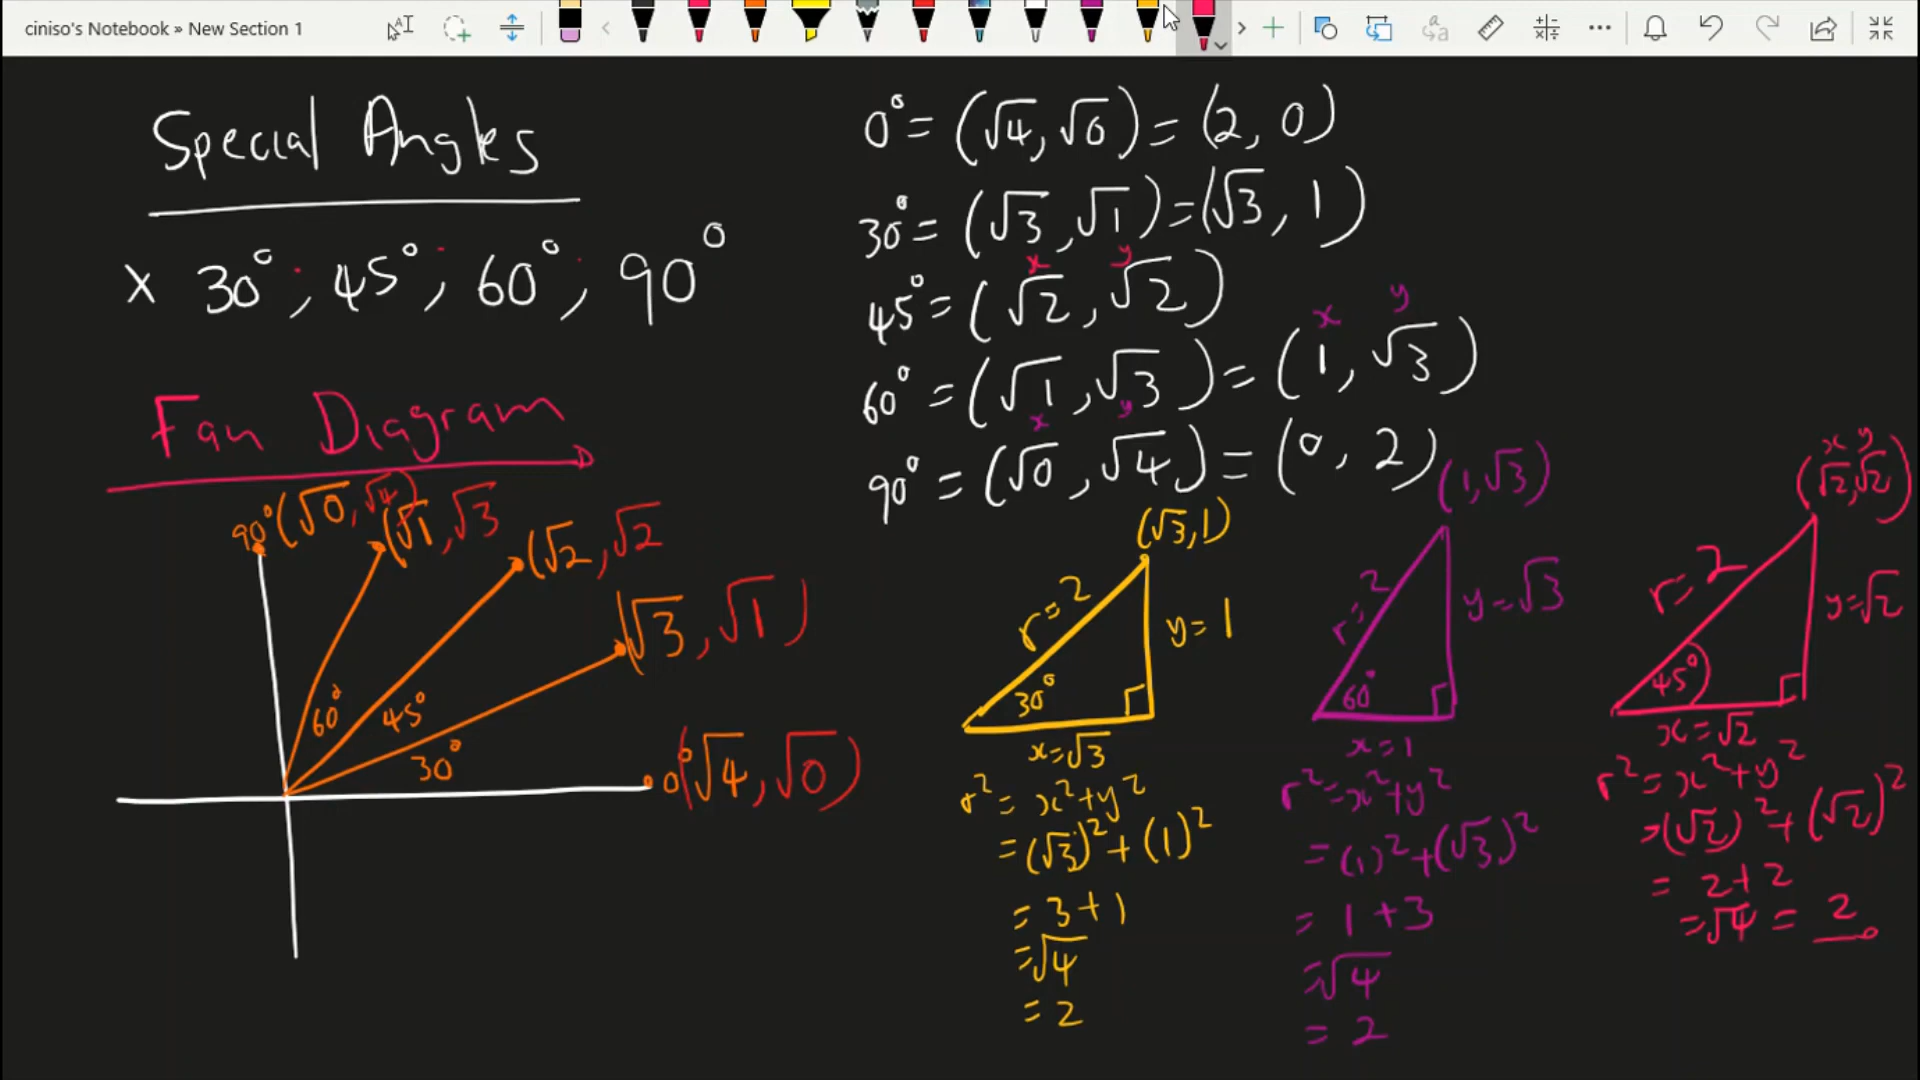 ciniso's Notebook » New Section 1
Special Angles
x 30°; 45°; 60°; 90°
Fan Diagram
90° (√0, √4)
(√1, √3
(√2, √2
(√3, √1)
0° (√4, √0)
60°
45°
30°
0° = (√4, √0) = (2, 0)
30° = (√3, √1) = (√3, 1)
x y
45° = (√2, √2)
x y
60° = (√1, √3) = (1, √3)
x y
90° = (√0, √4) = (0, 2)
(√3, 1)
r = 2
y = 1
30°
x = √3
r² = x² + y²
= (√3)² + (1)²
= 3 + 1
= √4
= 2
(1, √3)
r = 2
y = √3
60°
x = 1
r² = x² + y²
= (1)² + (√3)²
= 1 + 3
= √4
= 2
x y
(√2, √2)
r = 2
y = √2
45°
x = √2
r² = x² + y²
= (√2)² + (√2)²
= 2 + 2
= √4 = 2